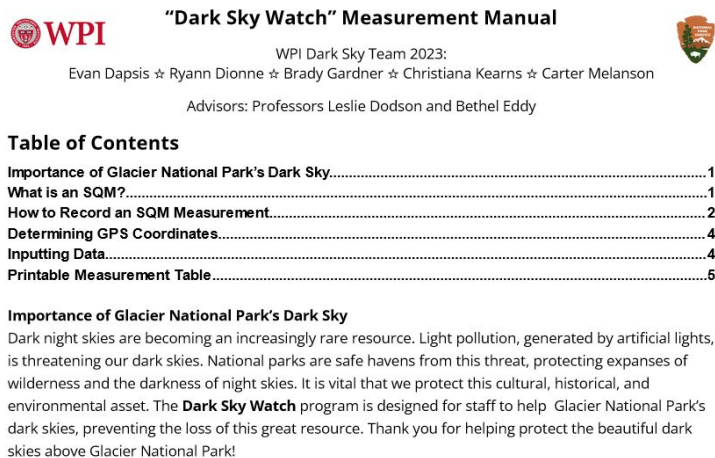 "Dark Sky Watch" Measurement Manual
WPI
WPI Dark Sky Team 2023:
Evan Dapsis ☆ Ryann Dionne ☆ Brady Gardner ☆ Christiana Kearns ☆ Carter Melanson
Advisors: Professors Leslie Dodson and Bethel Eddy
Table of Contents
Importance of Glacier National Park's Dark Sky....................1
What is an SQM?....................1
How to Record an SQM Measurement....................2
Determining GPS Coordinates....................4
Inputting Data....................4
Printable Measurement Table....................5
Importance of Glacier National Park's Dark Sky
Dark night skies are becoming an increasingly rare resource. Light pollution, generated by artificial lights,
is threatening our dark skies. National parks are safe havens from this threat, protecting expanses of
wilderness and the darkness of night skies. It is vital that we protect this cultural, historical, and
environmental asset. The Dark Sky Watch program is designed for staff to help  Glacier National Park's
dark skies, preventing the loss of this great resource. Thank you for helping protect the beautiful dark
skies above Glacier National Park!